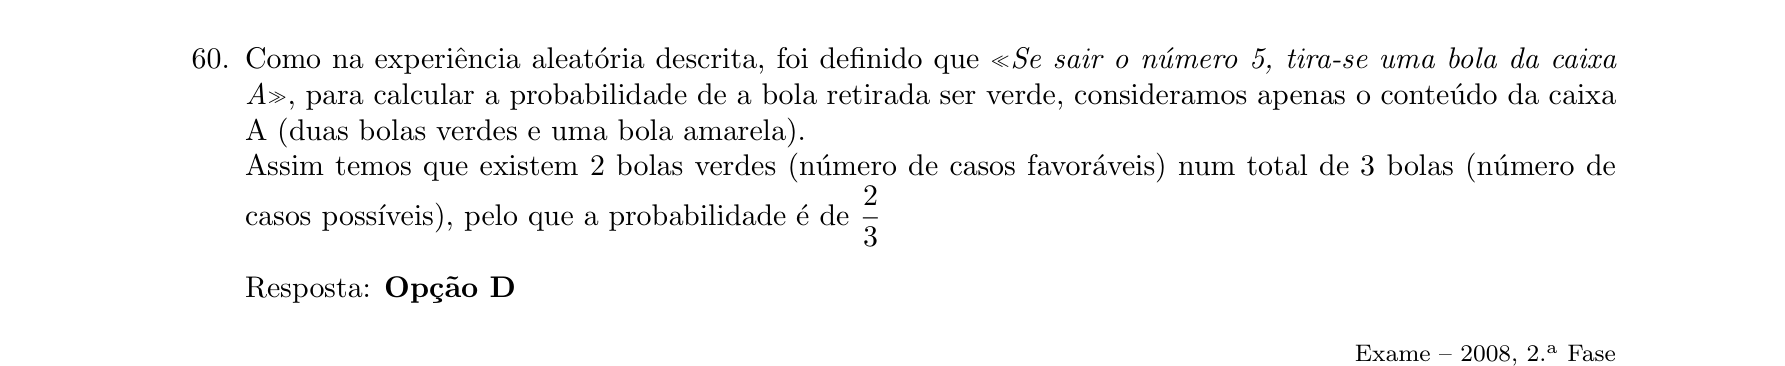 60. Como na experiência aleatória descrita, foi definido que ≪Se sair o número 5, tira-se uma bola da caixa
A≫, para calcular a probabilidade de a bola retirada ser verde, consideramos apenas o conteúdo da caixa
A (duas bolas verdes e uma bola amarela).
Assim temos que existem 2 bolas verdes (número de casos favoráveis) num total de 3 bolas (número de
casos possíveis), pelo que a probabilidade é de 2/3
Resposta: Opção D
Exame – 2008, 2.ª Fase